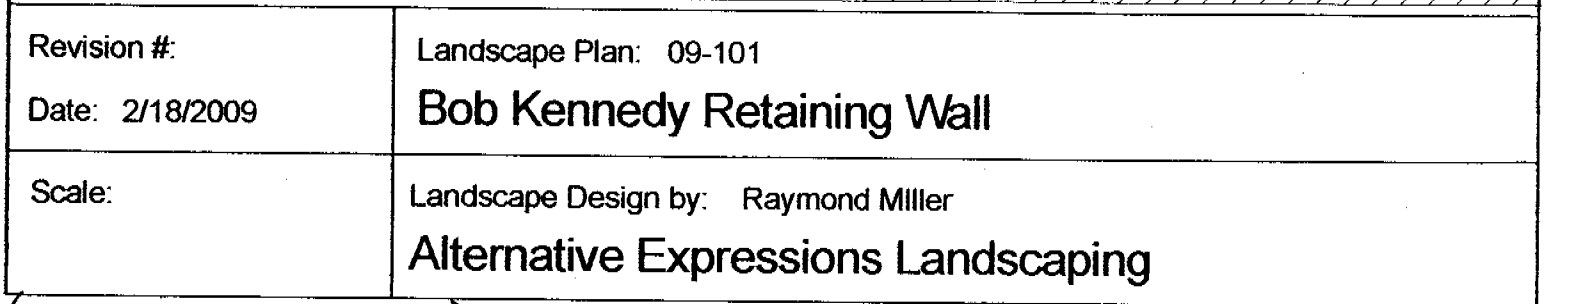 Revision #:
Date: 2/18/2009
Landscape Plan: 09-101
Bob Kennedy Retaining Wall
Scale:
Landscape Design by: Raymond MIller
Alternative Expressions Landscaping